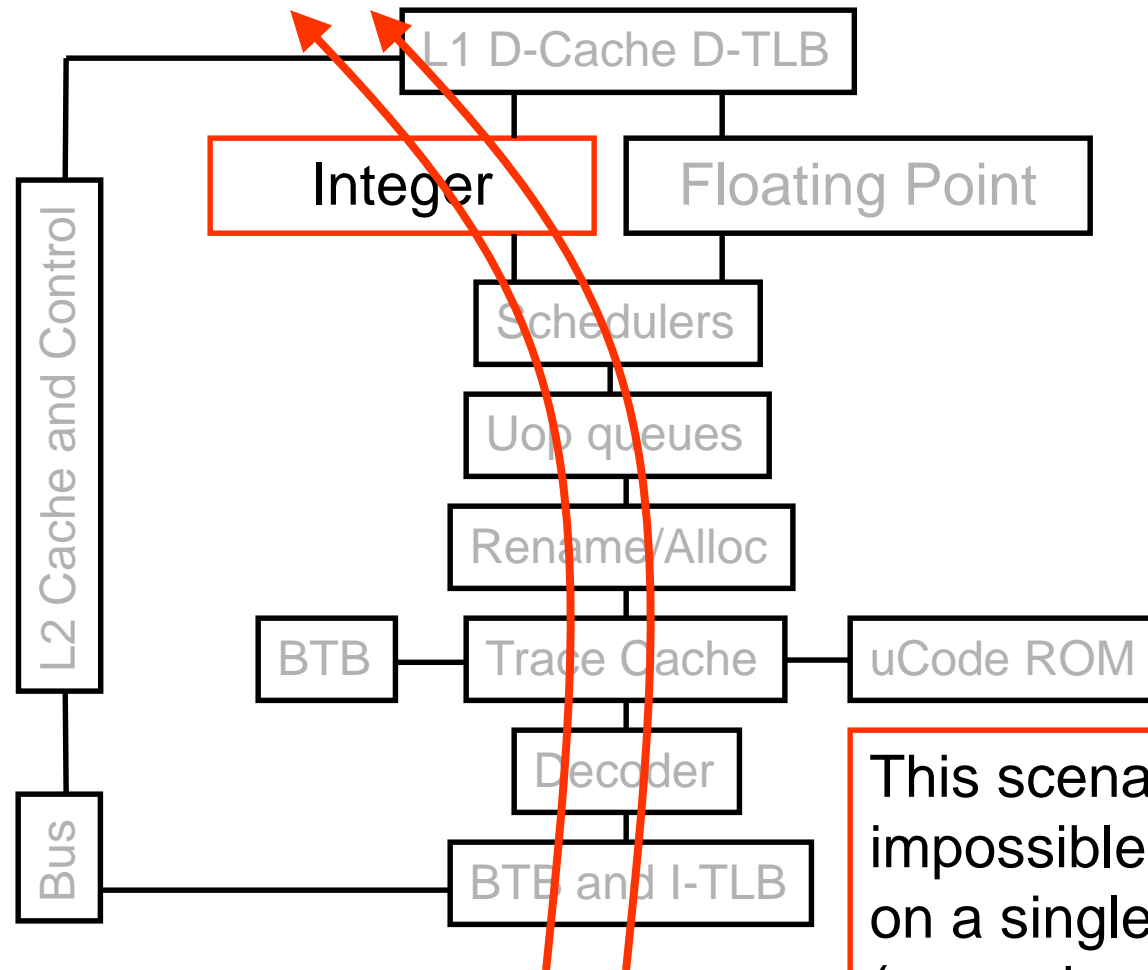 L1 D-Cache D-TLB
Integer
Floating Point
L2 Cache and Control
Schedulers
Uop queues
Rename/Alloc
BTB
Trace Cache
uCode ROM
Decoder
Bus
BTB and I-TLB
This scena
impossible
on a single